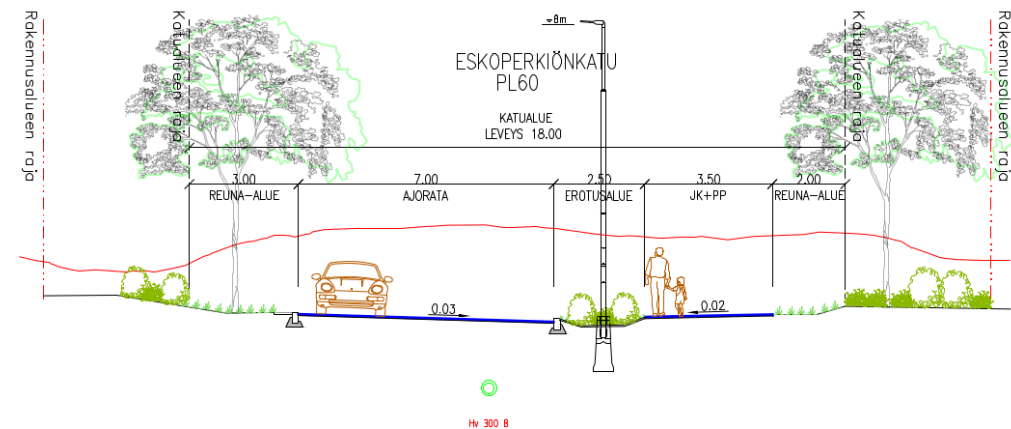 Rakennusalueen raja
Katualueen raja
8m
Katualueen raja
Rakennusalueen raja
ESKOPERKIÖNKATU
PL60
KATUALUE
LEVEYS 18.00
3.00
7.00
2.50
3.50
2.00
REUNA-ALUE
AJORATA
EROTUSALUE
JK+PP
REUNA-ALUE
0.03
0.02
Hv 300 B